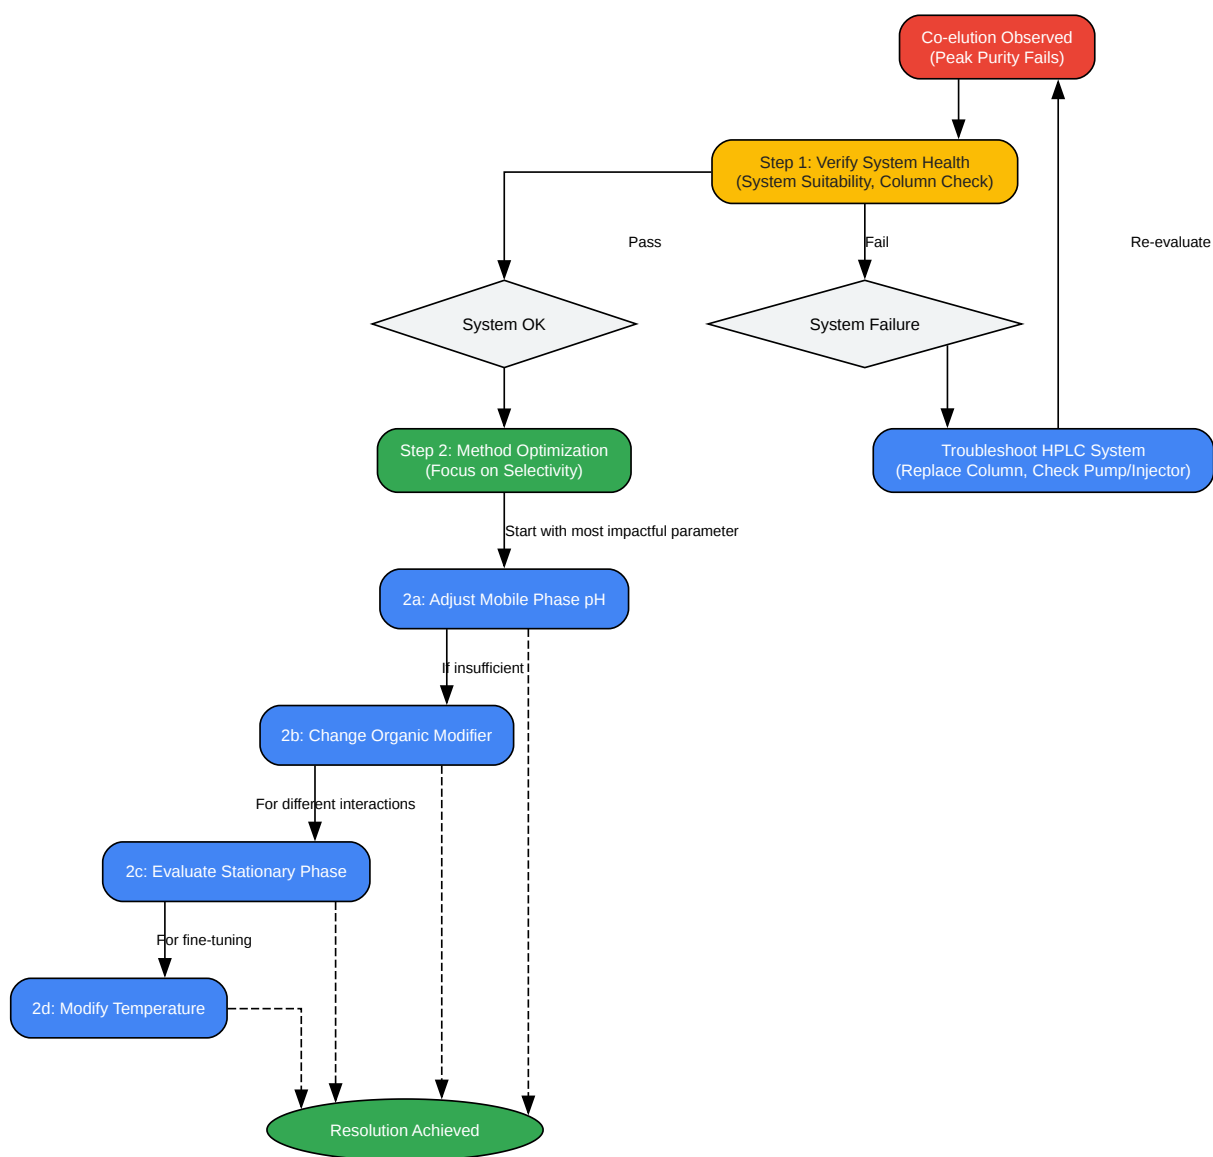 Co-elution Observed
(Peak Purity Fails)
Step 1: Verify System Health
(System Suitability, Column Check)
Pass
Fail
Re-evaluate
System OK
System Failure
Step 2: Method Optimization
(Focus on Selectivity)
Troubleshoot HPLC System
(Replace Column, Check Pump/Injector)
Start with most impactful parameter
2a: Adjust Mobile Phase pH
If insufficient
2b: Change Organic Modifier
For different interactions
2c: Evaluate Stationary Phase
For fine-tuning
2d: Modify Temperature
Resolution Achieved